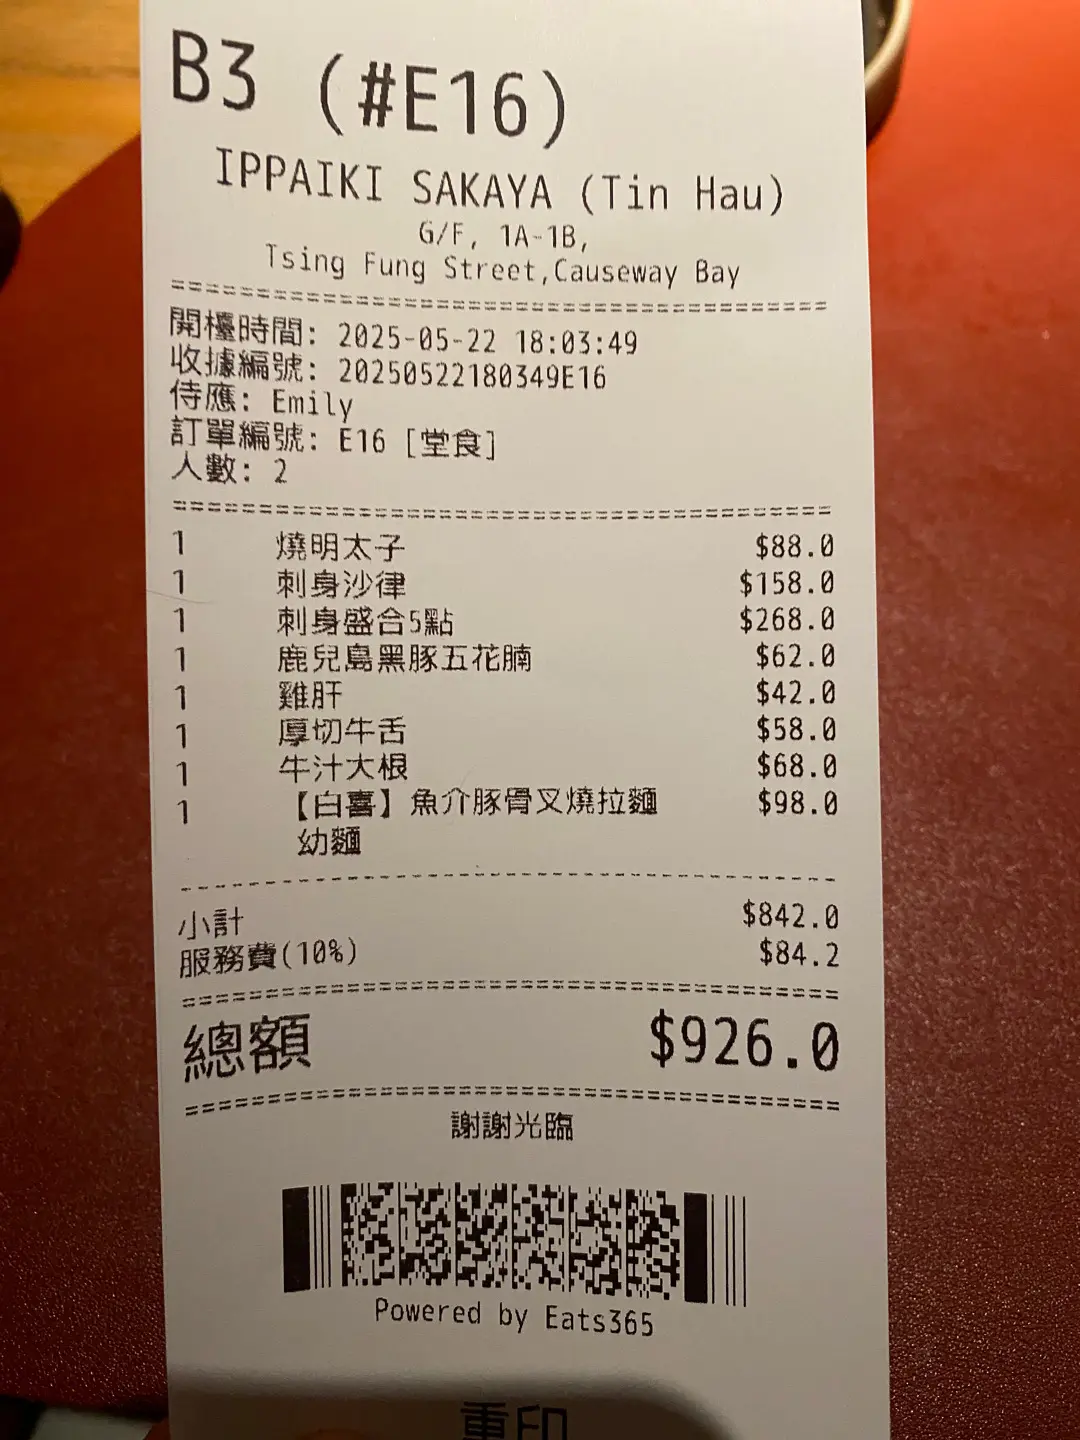 B3 (#E16)
IPPAIKI SAKAYA (Tin Hau)
G/F, 1A-1B,
Tsing Fung Street,Causeway Bay
開檯時間: 2025-05-22 18:03:49
收據編號: 20250522180349E16
侍應: Emily
訂單編號: E16 [堂食]
人數: 2
1 燒明太子 $88.0
1 刺身沙律 $158.0
1 刺身盛合5點 $268.0
1 鹿兒島黑豚五花腩 $62.0
1 雞肝 $42.0
1 厚切牛舌 $58.0
1 牛汁大根 $68.0
1 【白喜】魚介豚骨叉燒拉麵 $98.0
幼麵
小計 $842.0
服務費(10%) $84.2
總額 $926.0
謝謝光臨
Powered by Eats365
重印